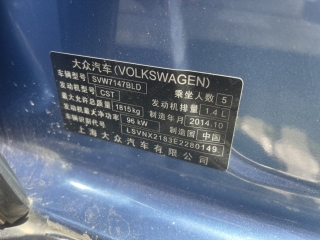 大众汽车(VOLKSWAGEN)
车辆型号 SVW7147BLD 乘坐人数 5
发动机型号 CST 发动机排量 1.4 L
最大允许总质量 1815kg 制造年月 2014.10
发动机最大净功率 96 kW 制造国 中国
车辆识别代号 LSVNX2183E2280149
上海大众汽车有限公司